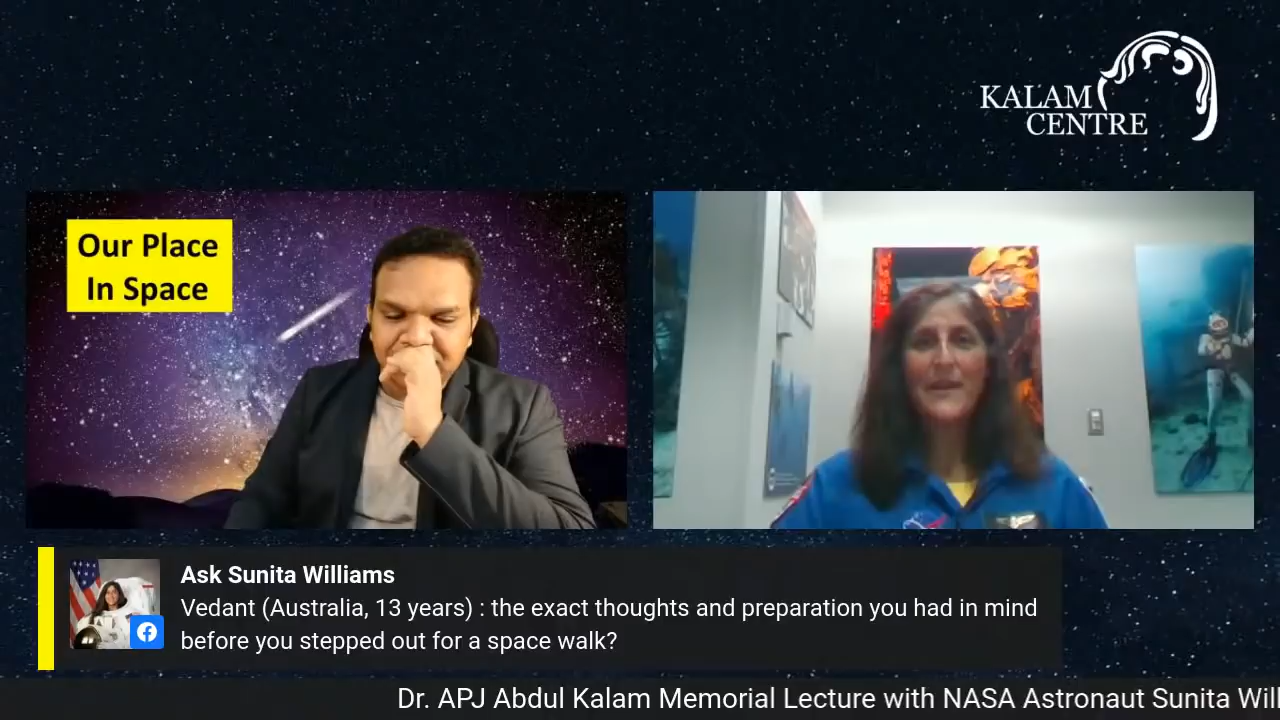 KALAM
CENTRE
Our Place
In Space
Ask Sunita Williams
Vedant (Australia, 13 years) : the exact thoughts and preparation you had in mind
before you stepped out for a space walk?
Dr. APJ Abdul Kalam Memorial Lecture with NASA Astronaut Sunita Will